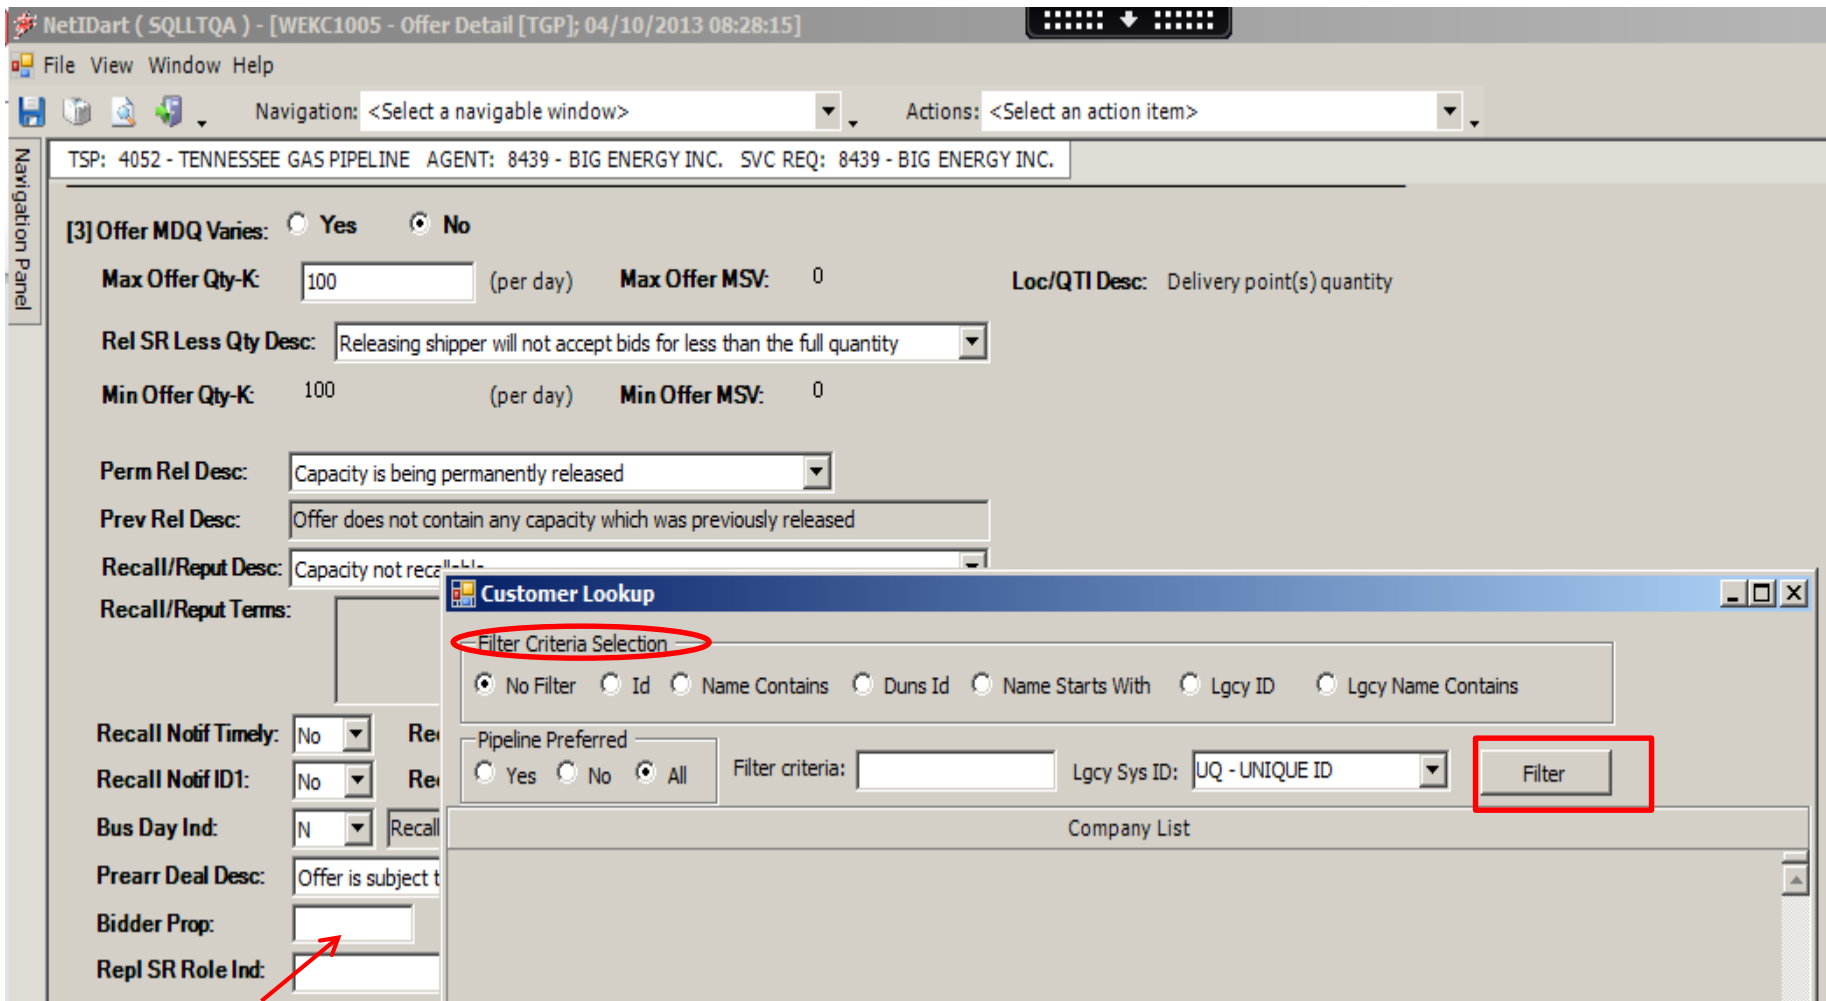 NetIDart ( SQLLTQA ) - [WEKC1005 - Offer Detail [TGP]; 04/10/2013 08:28:15]
File View Window Help
Navigation: <Select a navigable window> Actions: <Select an action item>
Navigation Panel
TSP: 4052 - TENNESSEE GAS PIPELINE AGENT: 8439 - BIG ENERGY INC. SVC REQ: 8439 - BIG ENERGY INC.
[3] Offer MDQ Varies: Yes No
Max Offer Qty-K: 100 (per day) Max Offer MSV: 0 Loc/QTI Desc: Delivery point(s) quantity
Rel SR Less Qty Desc: Releasing shipper will not accept bids for less than the full quantity
Min Offer Qty-K: 100 (per day) Min Offer MSV: 0
Perm Rel Desc: Capacity is being permanently released
Prev Rel Desc: Offer does not contain any capacity which was previously released
Recall/Reput Desc: Capacity not recallable
Recall/Reput Terms:
Customer Lookup
Filter Criteria Selection
No Filter Id Name Contains Duns Id Name Starts With Lgcy ID Lgcy Name Contains
Recall Notif Timely: No Rec
Pipeline Preferred
Yes No All Filter criteria: Lgcy Sys ID: UQ - UNIQUE ID Filter
Recall Notif ID1: No Rec
Bus Day Ind: N Recall
Company List
Prearr Deal Desc: Offer is subject t
Bidder Prop:
Repl SR Role Ind: